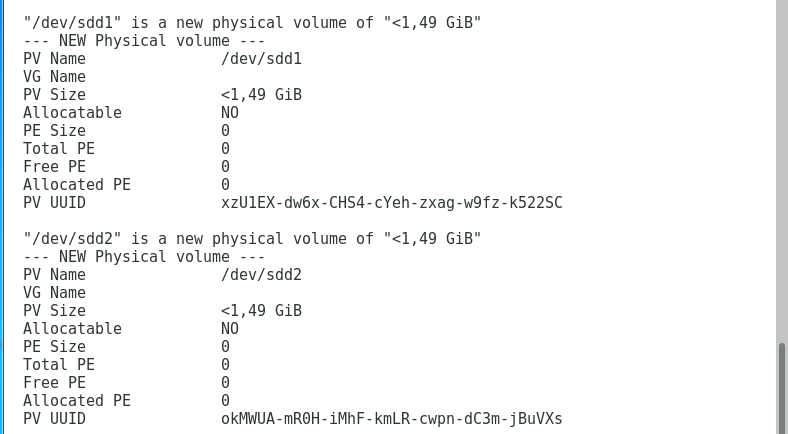 "/dev/sdd1" is a new physical volume of "<1,49 GiB"
--- NEW Physical volume ---
PV Name               /dev/sdd1
VG Name
PV Size               <1,49 GiB
Allocatable           NO
PE Size               0
Total PE              0
Free PE               0
Allocated PE          0
PV UUID               xzU1EX-dw6x-CHS4-cYeh-zxag-w9fz-k522SC

"/dev/sdd2" is a new physical volume of "<1,49 GiB"
--- NEW Physical volume ---
PV Name               /dev/sdd2
VG Name
PV Size               <1,49 GiB
Allocatable           NO
PE Size               0
Total PE              0
Free PE               0
Allocated PE          0
PV UUID               okMWUA-mR0H-iMhF-kmLR-cwpn-dC3m-jBuVXs